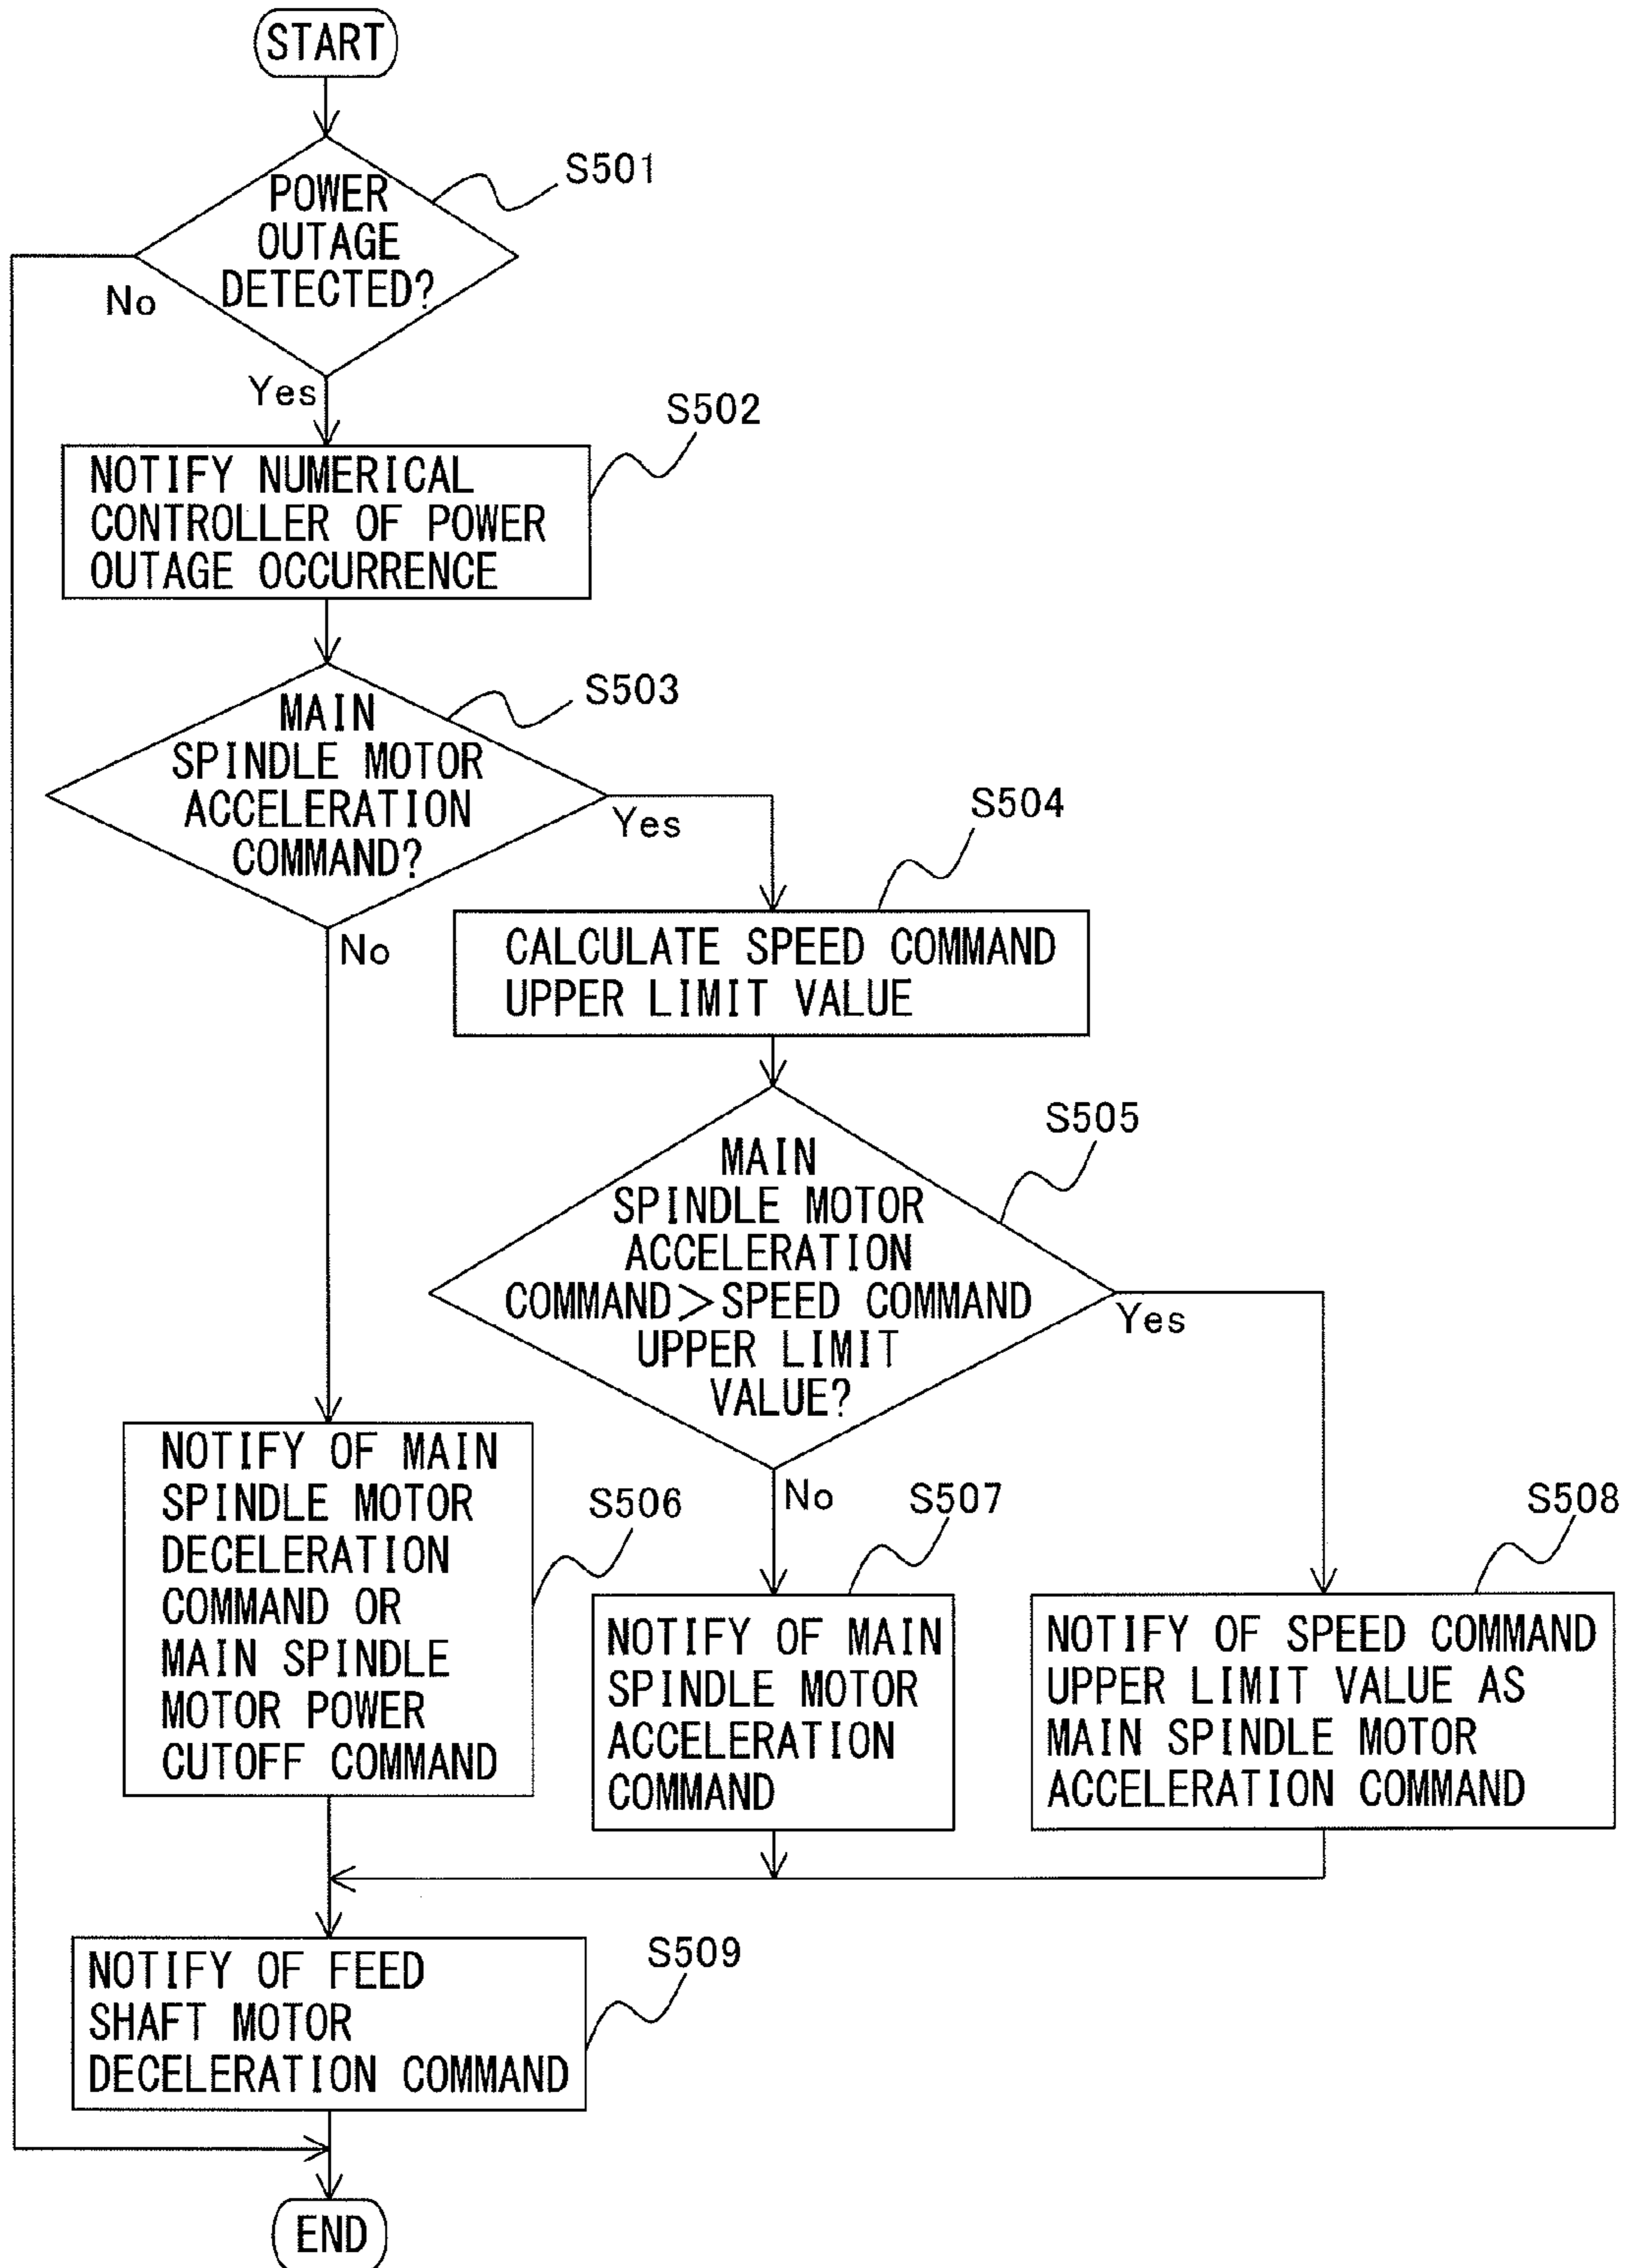 START
S501
POWER
OUTAGE
DETECTED?
No
Yes
S502
NOTIFY NUMERICAL
CONTROLLER OF POWER
OUTAGE OCCURRENCE
S503
MAIN
SPINDLE MOTOR
ACCELERATION
COMMAND?
Yes
No
S504
CALCULATE SPEED COMMAND
UPPER LIMIT VALUE
S505
MAIN
SPINDLE MOTOR
ACCELERATION
COMMAND>SPEED COMMAND
UPPER LIMIT
VALUE?
Yes
No
S506
NOTIFY OF MAIN
SPINDLE MOTOR
DECELERATION
COMMAND OR
MAIN SPINDLE
MOTOR POWER
CUTOFF COMMAND
S507
NOTIFY OF MAIN
SPINDLE MOTOR
ACCELERATION
COMMAND
S508
NOTIFY OF SPEED COMMAND
UPPER LIMIT VALUE AS
MAIN SPINDLE MOTOR
ACCELERATION COMMAND
S509
NOTIFY OF FEED
SHAFT MOTOR
DECELERATION COMMAND
END